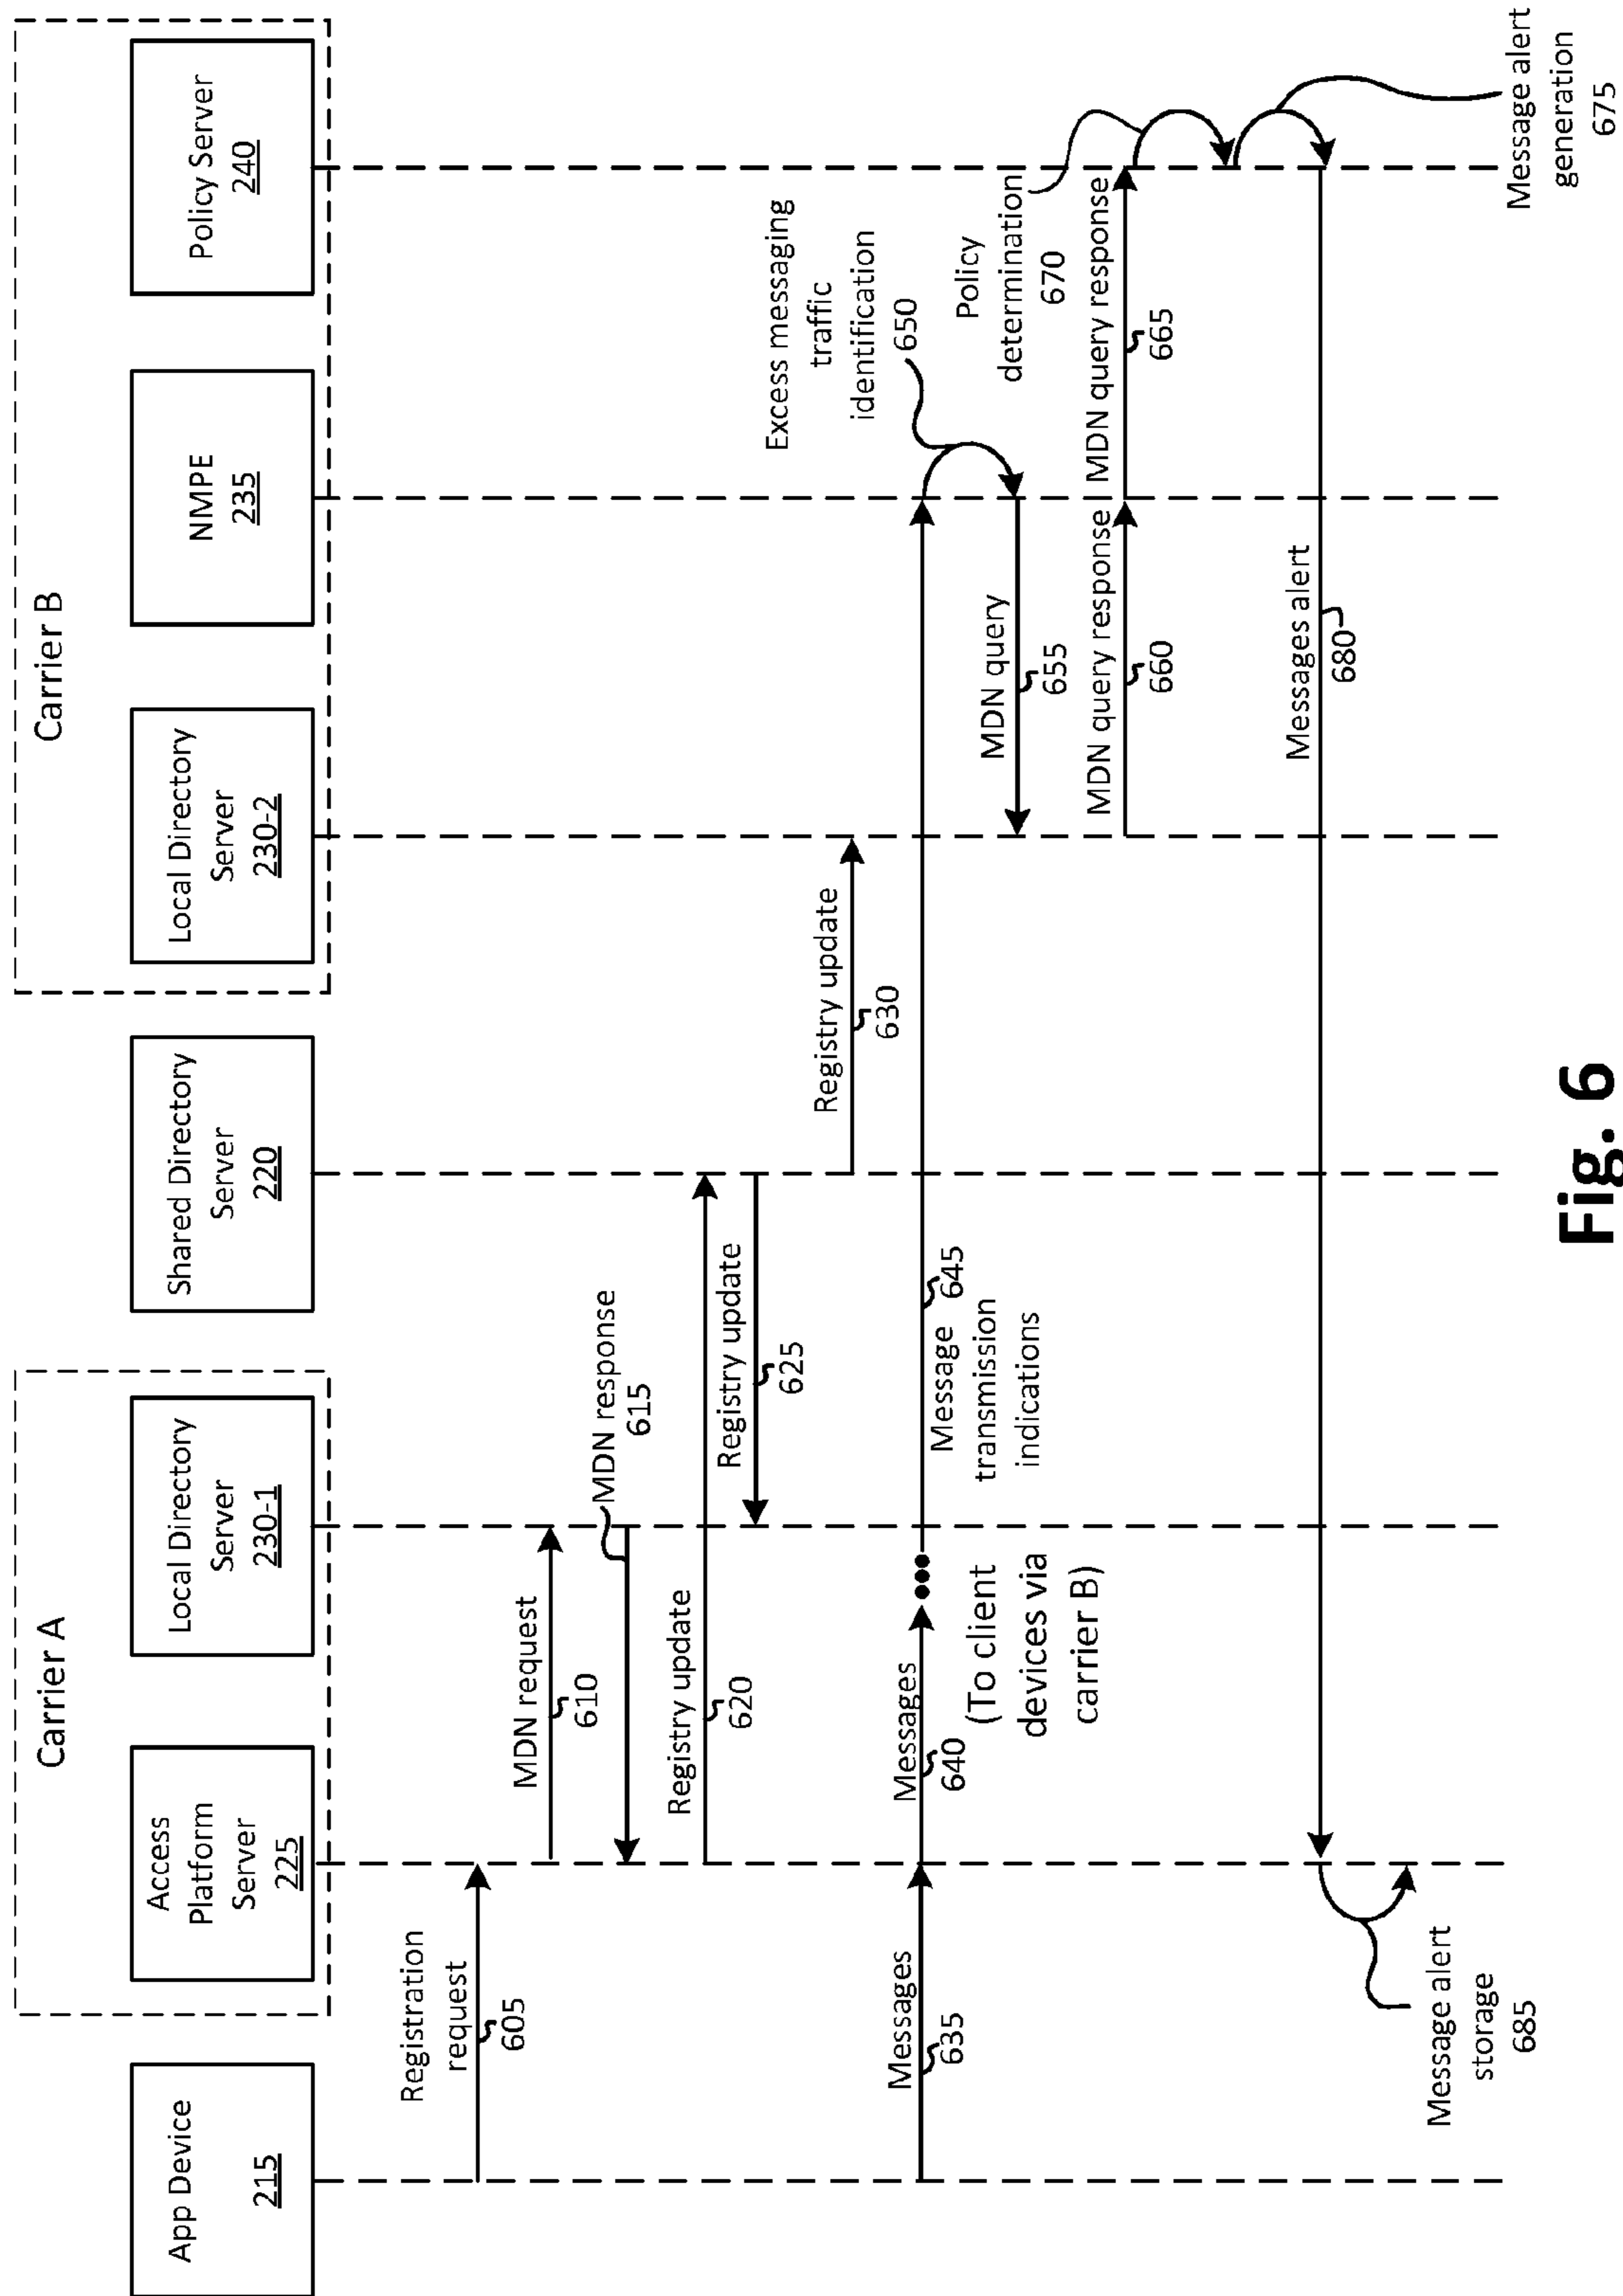 Carrier A
Carrier B
App Device
215
Access
Platform
Server
225
Local Directory
Server
230-1
Shared Directory
Server
220
Local Directory
Server
230-2
NMPE
235
Policy Server
240
Registration
request
605
MDN request
610
MDN response
615
Registry update
620
Registry update
625
Registry update
630
Messages
635
Messages
640
(To client
devices via
carrier B)
645
Message
transmission
indications
Excess messaging
traffic
identification
650
MDN query
655
MDN query response
660
MDN query response
665
Policy
determination
670
Message alert
generation
675
Messages alert
680
Message alert
storage
685
Fig. 6